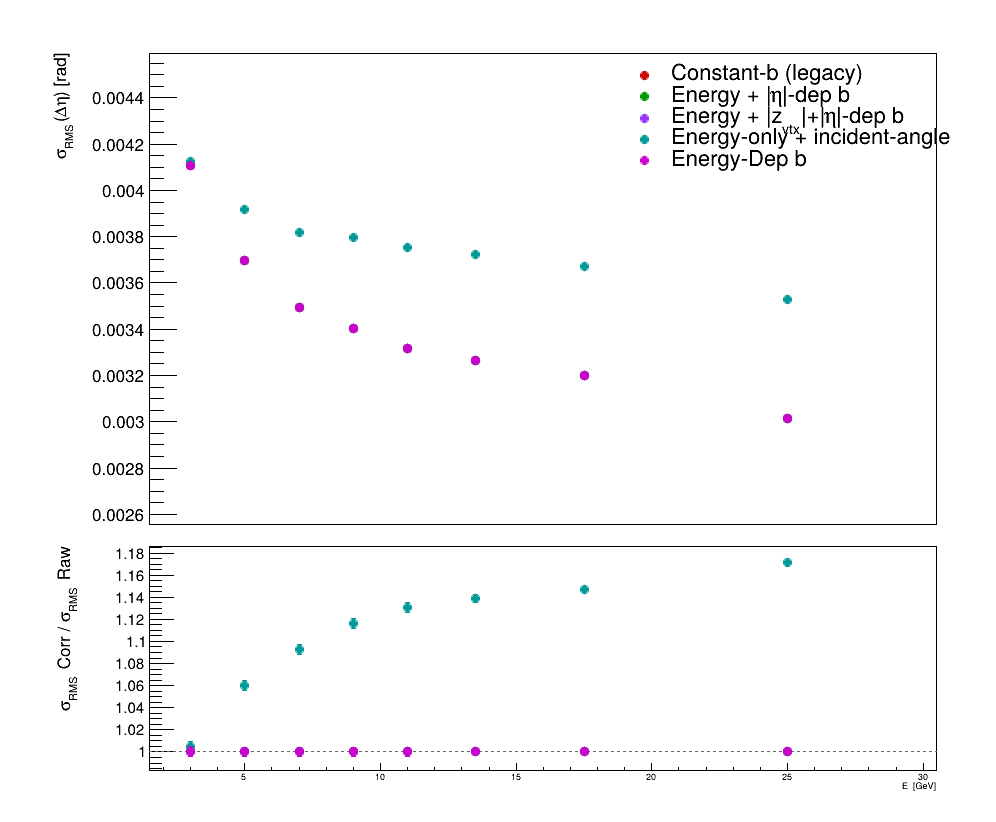 σRMS (Δη) [rad]
0.0044
0.0042
0.004
0.0038
0.0036
0.0034
0.0032
0.003
0.0028
0.0026
Constant-b (legacy)
Energy + |η|-dep b
Energy + |zvtx|+|η|-dep b
Energy-only + incident-angle
Energy-Dep b
σRMS Corr / σRMS Raw
1.18
1.16
1.14
1.12
1.1
1.08
1.06
1.04
1.02
1
5 10 15 20 25 30
E [GeV]